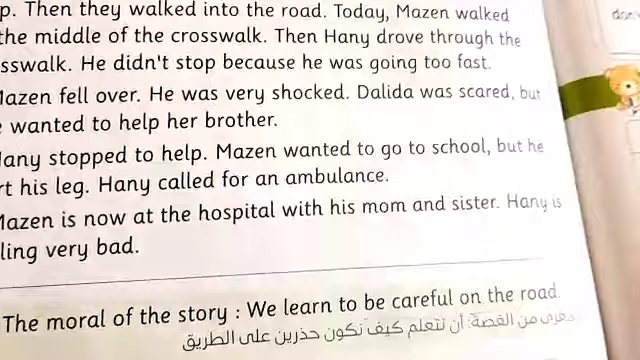 p. Then they walked into the road. Today, Mazen walked
the middle of the crosswalk. Then Hany drove through the
sswalk. He didn't stop because he was going too fast.
Mazen fell over. He was very shocked. Dalida was scared, but
wanted to help her brother.
Hany stopped to help. Mazen wanted to go to school, but he
rt his leg. Hany called for an ambulance.
Mazen is now at the hospital with his mom and sister. Hany is
ling very bad.
The moral of the story : We learn to be careful on the road.
من القصة: أن نتعلم كيف نكون حذرين على الطريق